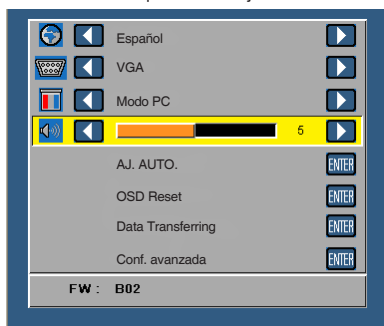 Español
VGA
Modo PC
5
AJ. AUTO. ENTER
OSD Reset ENTER
Data Transferring ENTER
Conf. avanzada ENTER
FW : B02